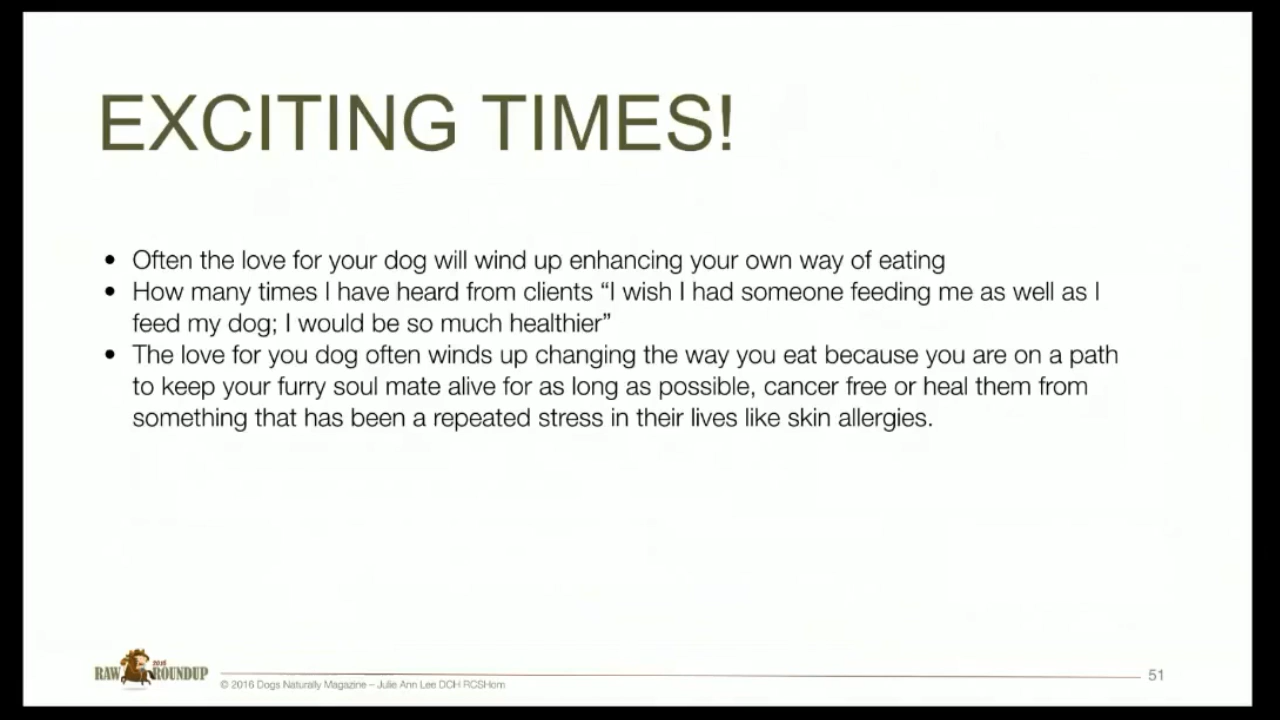 EXCITING TIMES!
• Often the love for your dog will wind up enhancing your own way of eating
• How many times I have heard from clients “I wish I had someone feeding me as well as I
feed my dog; I would be so much healthier”
• The love for you dog often winds up changing the way you eat because you are on a path
to keep your furry soul mate alive for as long as possible, cancer free or heal them from
something that has been a repeated stress in their lives like skin allergies.
2016
RAW ROUNDUP
© 2016 Dogs Naturally Magazine – Julie Ann Lee DCH RCSHom
51